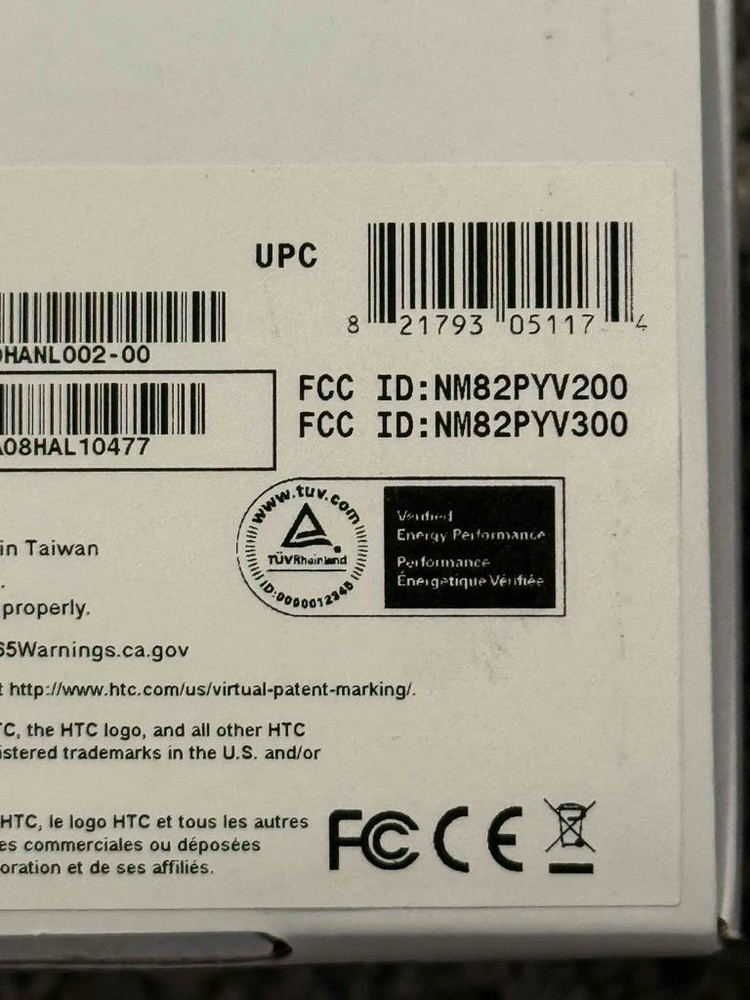 UPC
8 21793 05117 4
HANL002-00
FCC ID:NM82PYV200
FCC ID:NM82PYV300
08HAL10477
www.tuv.com
TÜVRheinland
ID:0000012345
Verified
Energy Performance
Performance
Énergétique Vérifiée
in Taiwan
.
properly.
65Warnings.ca.gov
t http://www.htc.com/us/virtual-patent-marking/.
TC, the HTC logo, and all other HTC
istered trademarks in the U.S. and/or
HTC, le logo HTC et tous les autres
es commerciales ou déposées
oration et de ses affiliés.
FC CE